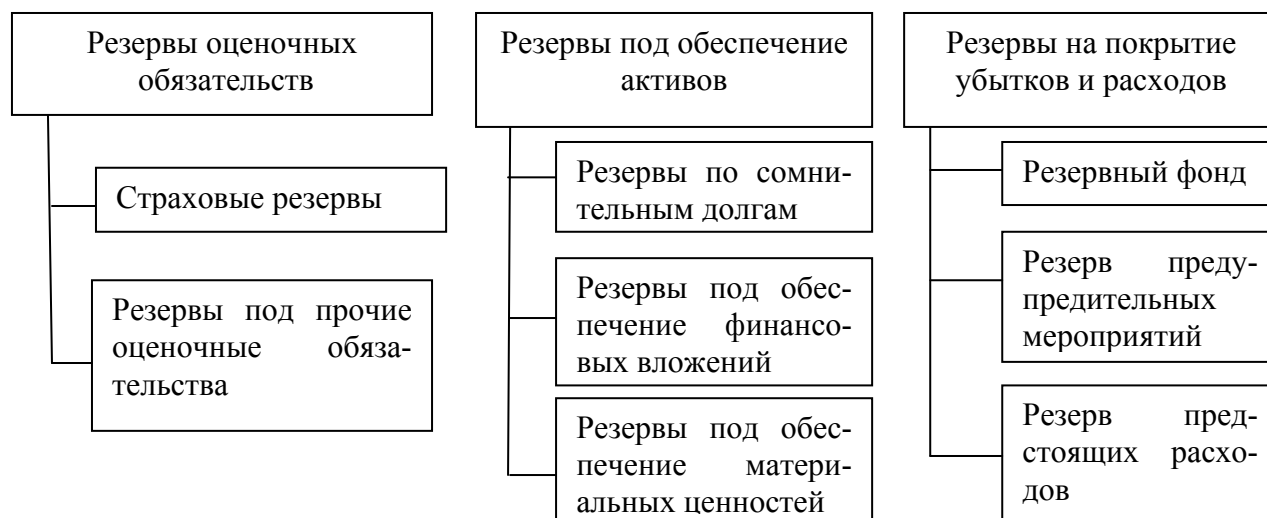 Резервы оценочных
обязательств
Страховые резервы
Резервы под прочие
оценочные обяза-
тельства
Резервы под обеспечение
активов
Резервы по сомни-
тельным долгам
Резервы под обес-
печение финансо-
вых вложений
Резервы под обес-
печение матери-
альных ценностей
Резервы на покрытие
убытков и расходов
Резервный фонд
Резерв преду-
предительных
мероприятий
Резерв пред-
стоящих расхо-
дов